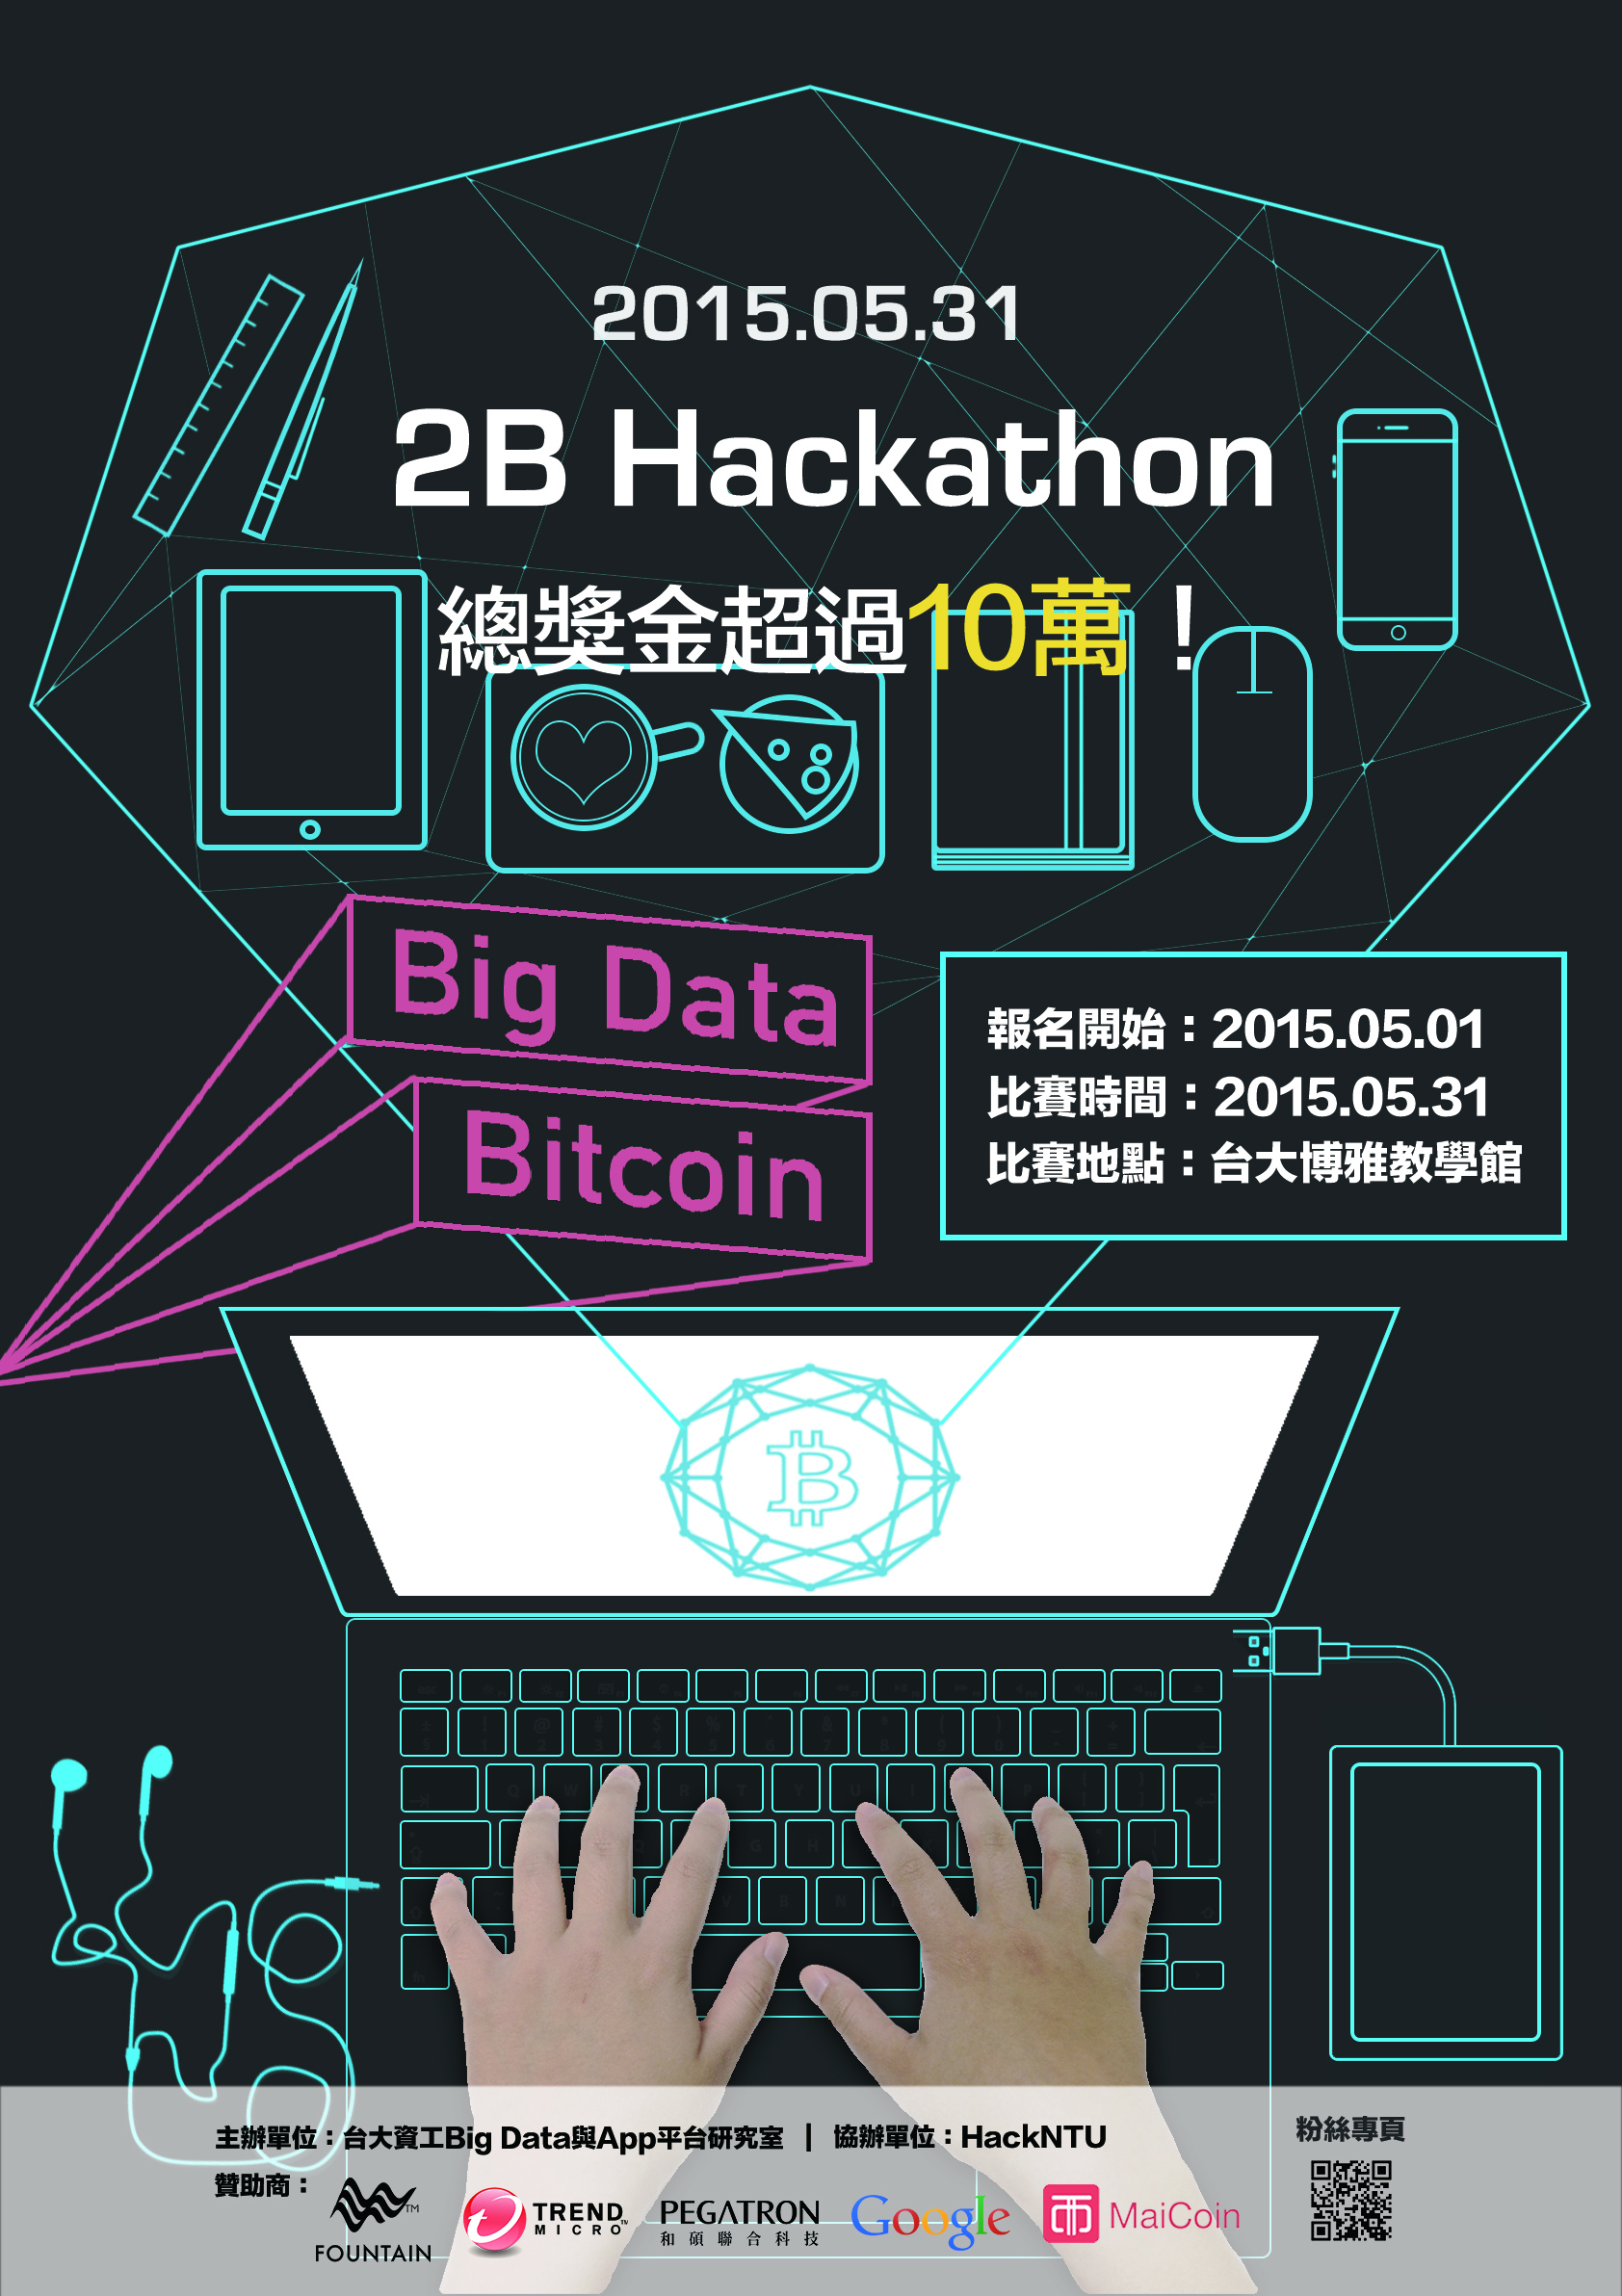 2015.05.31
2B Hackathon
總獎金超過10萬！
Big Data
Bitcoin
報名開始：2015.05.01
比賽時間：2015.05.31
比賽地點：台大博雅教學館
主辦單位：台大資工Big Data與App平台研究室 | 協辦單位：HackNTU
粉絲專頁
贊助商：
FOUNTAIN™
TREND MICRO™
PEGATRON
和碩聯合科技
Google
MaiCoin